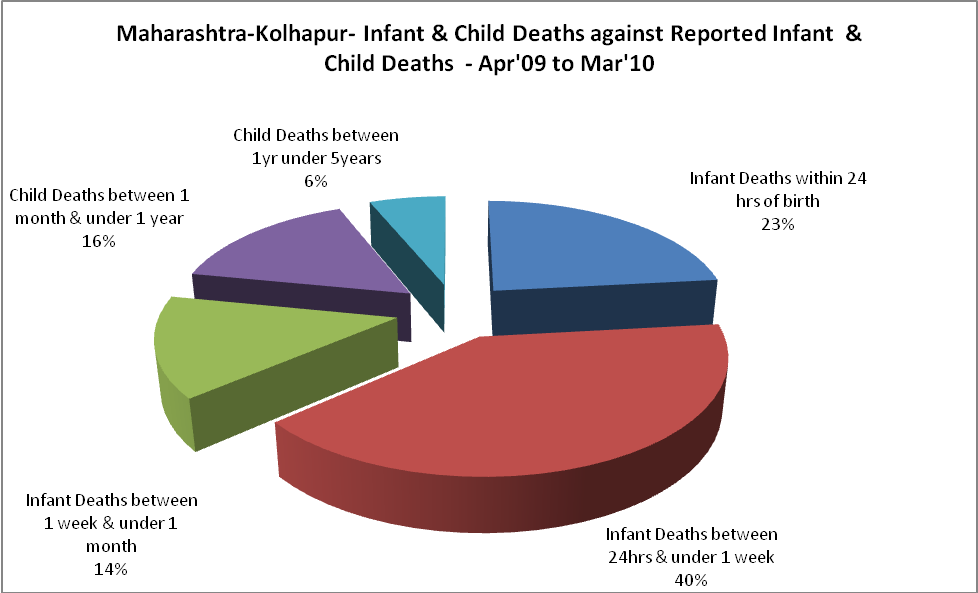 Maharashtra-Kolhapur- Infant & Child Deaths against Reported Infant &
Child Deaths - Apr'09 to Mar'10
Child Deaths between
1yr under 5years
6%
Infant Deaths within 24
hrs of birth
23%
Child Deaths between 1
month & under 1 year
16%
Infant Deaths between
1 week & under 1
month
14%
Infant Deaths between
24hrs & under 1 week
40%